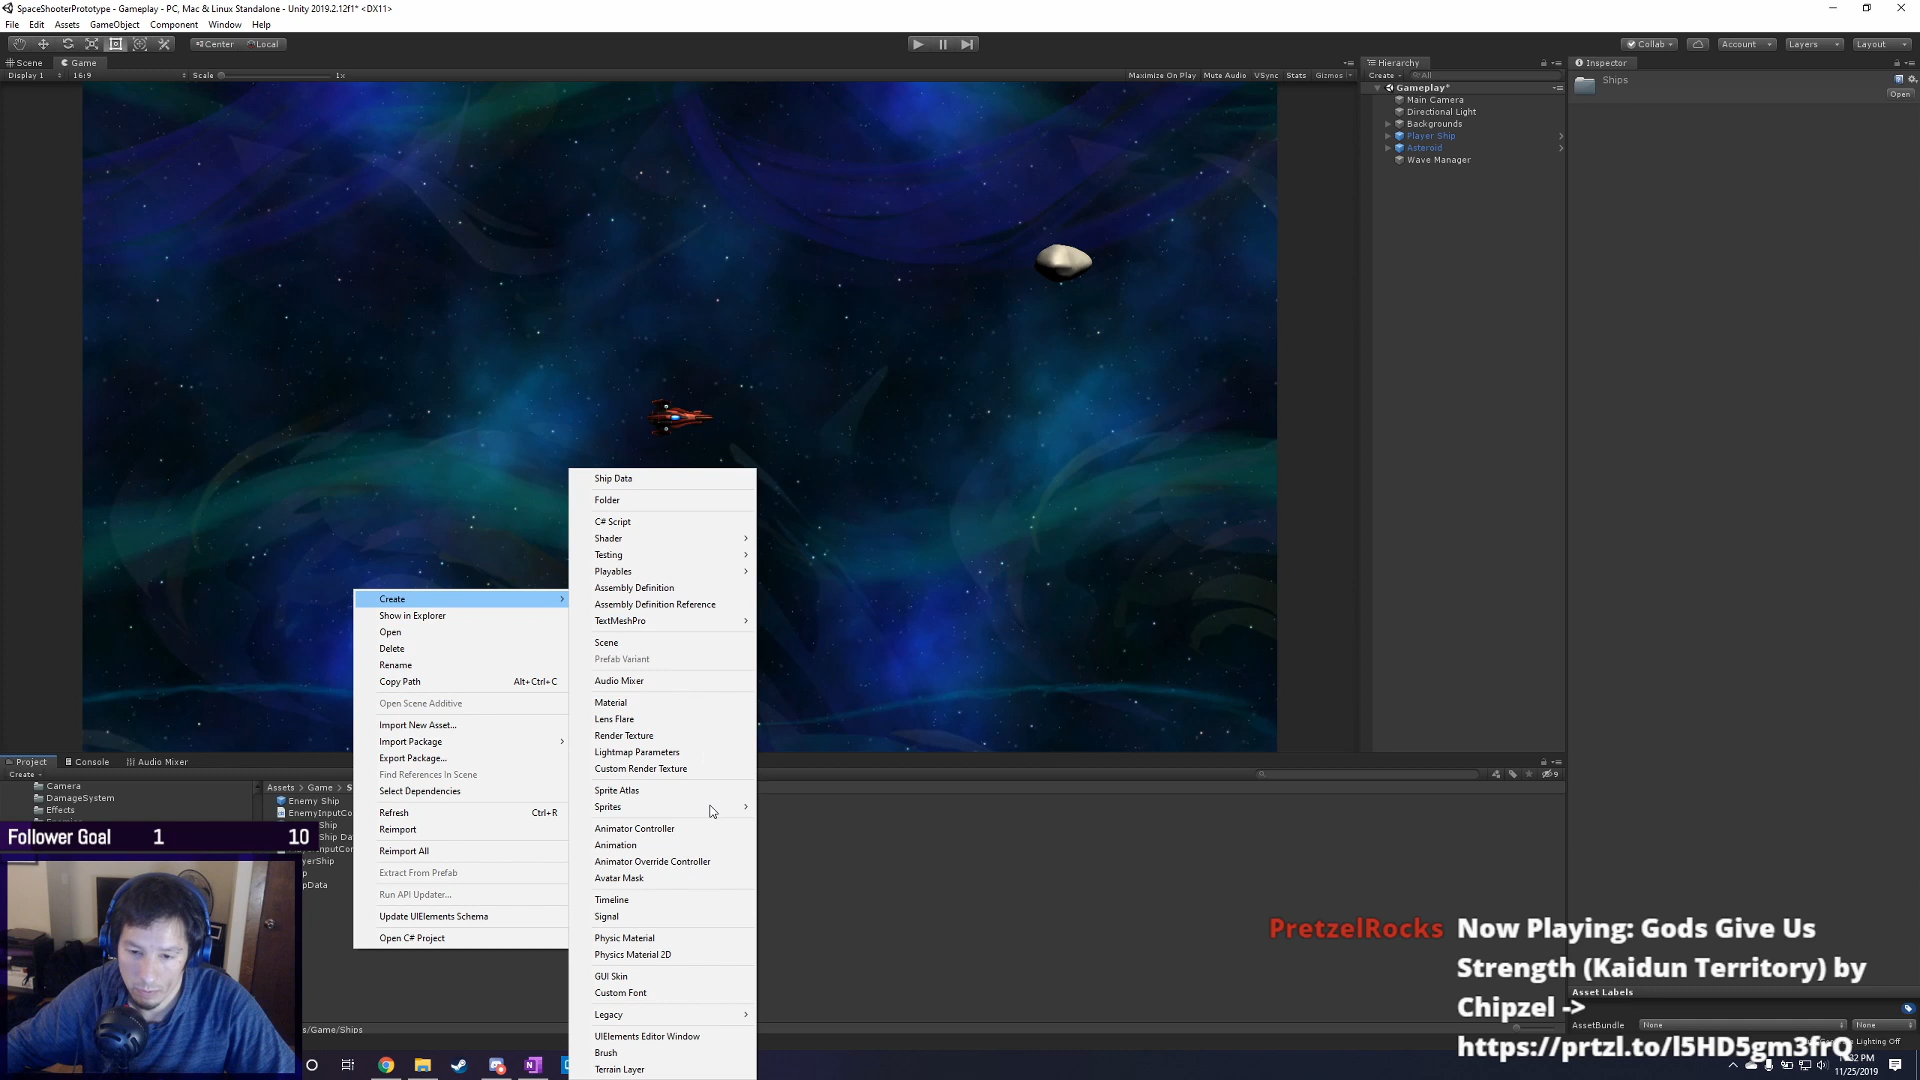 SpaceShooterPrototype - Gameplay - PC, Mac & Linux Standalone - Unity 2019.2.12f1* <DX11>
File Edit Assets GameObject Component Window Help
Center Local
Collab Account Layers Layout
Scene Game
Display 1 16:9 Scale 1x Maximize On Play Mute Audio VSync Stats Gizmos
Hierarchy
Create All
Gameplay*
Main Camera
Directional Light
Backgrounds
Player Ship
Asteroid
Wave Manager
Inspector
Ships
Open
Create
Show in Explorer
Open
Delete
Rename
Copy Path Alt+Ctrl+C
Open Scene Additive
Import New Asset...
Import Package
Export Package...
Find References In Scene
Select Dependencies
Refresh Ctrl+R
Reimport
Reimport All
Extract From Prefab
Run API Updater...
Update UIElements Schema
Open C# Project
Ship Data
Folder
C# Script
Shader
Testing
Playables
Assembly Definition
Assembly Definition Reference
TextMeshPro
Scene
Prefab Variant
Audio Mixer
Material
Lens Flare
Render Texture
Lightmap Parameters
Custom Render Texture
Sprite Atlas
Sprites
Animator Controller
Animation
Animator Override Controller
Avatar Mask
Timeline
Signal
Physic Material
Physics Material 2D
GUI Skin
Custom Font
Legacy
UIElements Editor Window
Brush
Terrain Layer
Project Console Audio Mixer
Create
Camera
DamageSystem
Effects
Assets > Game > S
Enemy Ship
EnemyInputCo
s/Game/Ships
9
Follower Goal 1 10
PretzelRocks Now Playing: Gods Give Us
Strength (Kaidun Territory) by
Chipzel ->
https://prtzl.to/l5HD5gm3frQ
Asset Labels
AssetBundle None None
Lighting Off
11/25/2019